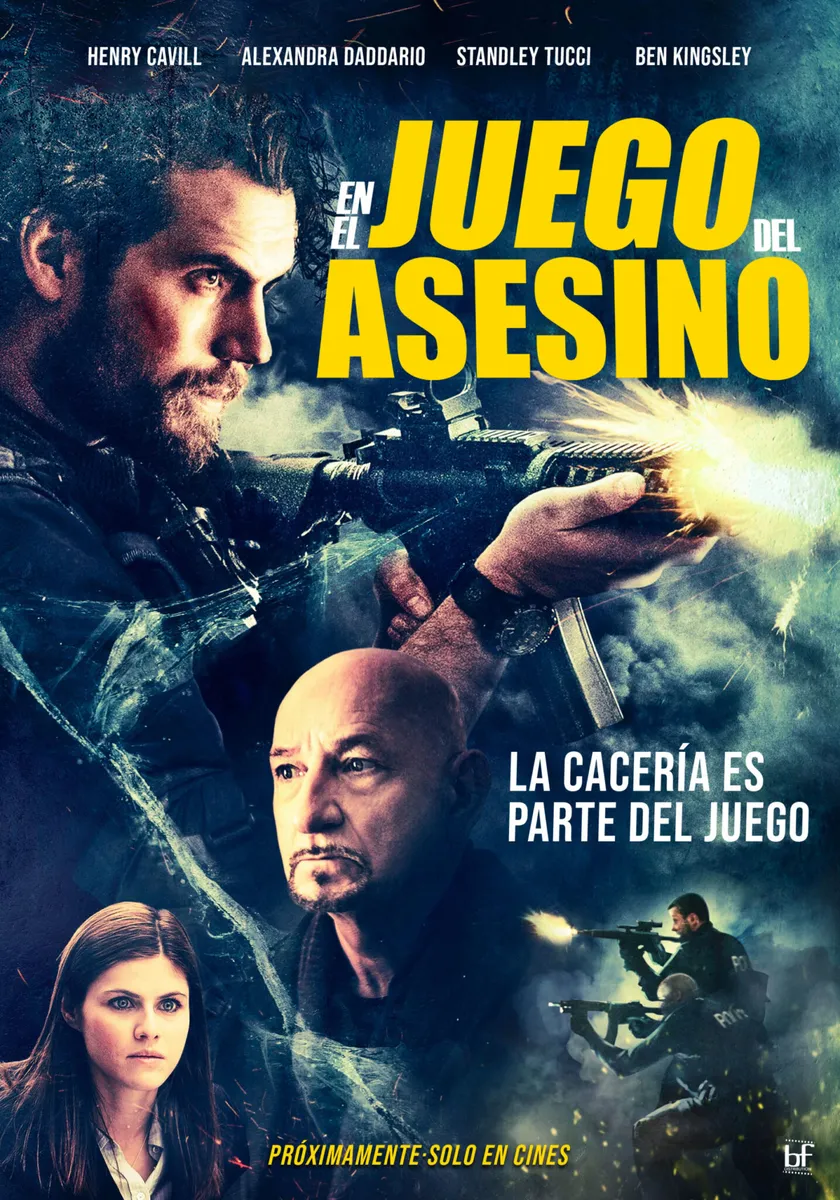 HENRY CAVILL ALEXANDRA DADDARIO STANDLEY TUCCI BEN KINGSLEY
EN EL JUEGO DEL
ASESINO
LA CACERÍA ES
PARTE DEL JUEGO
PRÓXIMAMENTE·SOLO EN CINES
bf